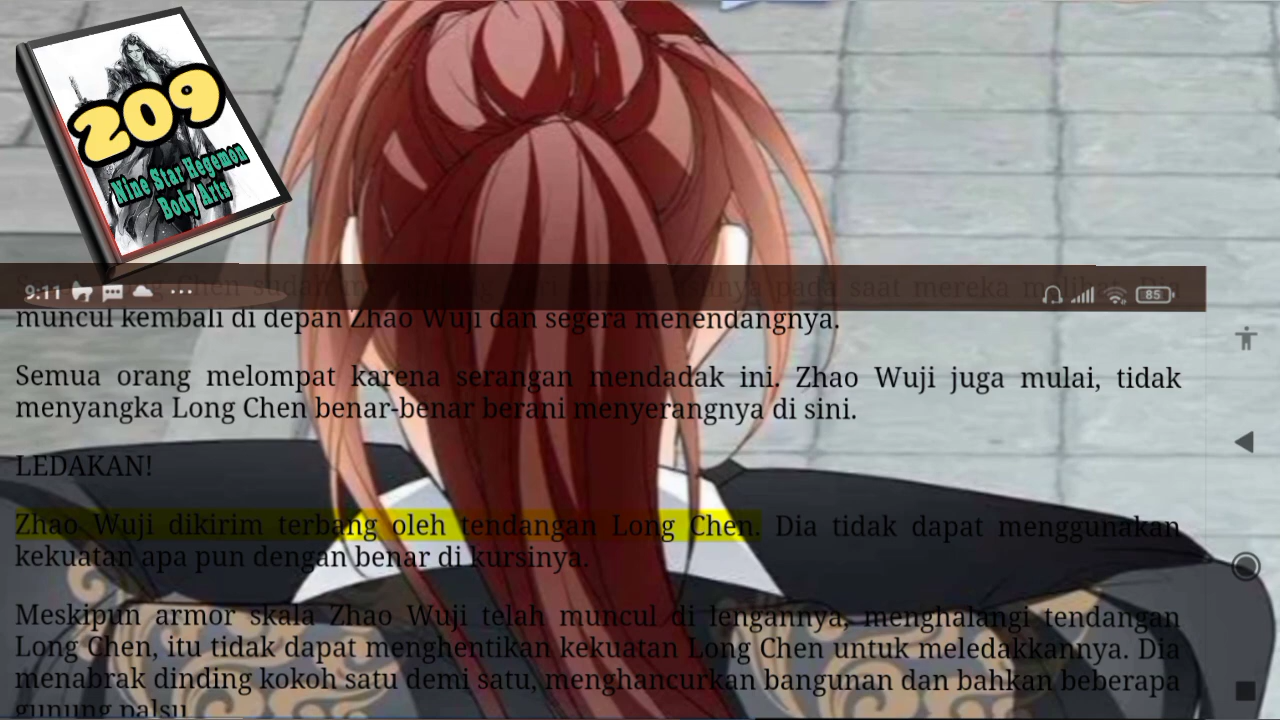 209
Nine Star Hegemon
Body Arts
9:11
85
muncul kembali di depan Zhao Wuji dan segera menendangnya.
Semua orang melompat karena serangan mendadak ini. Zhao Wuji juga mulai, tidak
menyangka Long Chen benar-benar berani menyerangnya di sini.
LEDAKAN!
Zhao Wuji dikirim terbang oleh tendangan Long Chen. Dia tidak dapat menggunakan
kekuatan apa pun dengan benar di kursinya.
Meskipun armor skala Zhao Wuji telah muncul di lengannya, menghalangi tendangan
Long Chen, itu tidak dapat menghentikan kekuatan Long Chen untuk meledakkannya. Dia
menabrak dinding kokoh satu demi satu, menghancurkan bangunan dan bahkan beberapa
gunung palsu